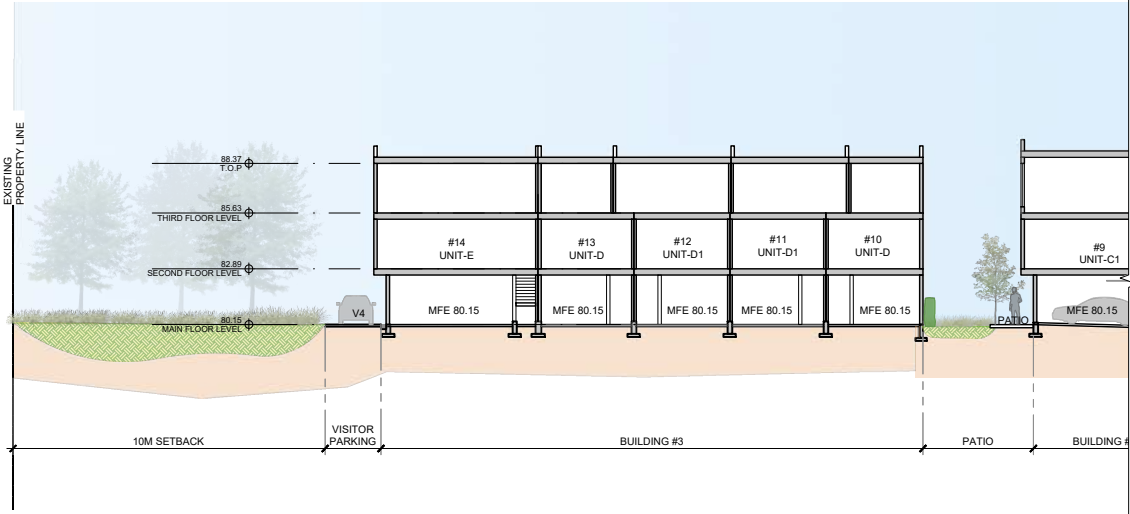 EXISTING
PROPERTY LINE
88.37
T.O.P
85.63
THIRD FLOOR LEVEL
82.89
SECOND FLOOR LEVEL
80.15
MAIN FLOOR LEVEL
V4
#14
UNIT-E
#13
UNIT-D
#12
UNIT-D1
#11
UNIT-D1
#10
UNIT-D
#9
UNIT-C1
MFE 80.15
MFE 80.15
MFE 80.15
MFE 80.15
MFE 80.15
MFE 80.15
PATIO
10M SETBACK
VISITOR
PARKING
BUILDING #3
PATIO
BUILDING #